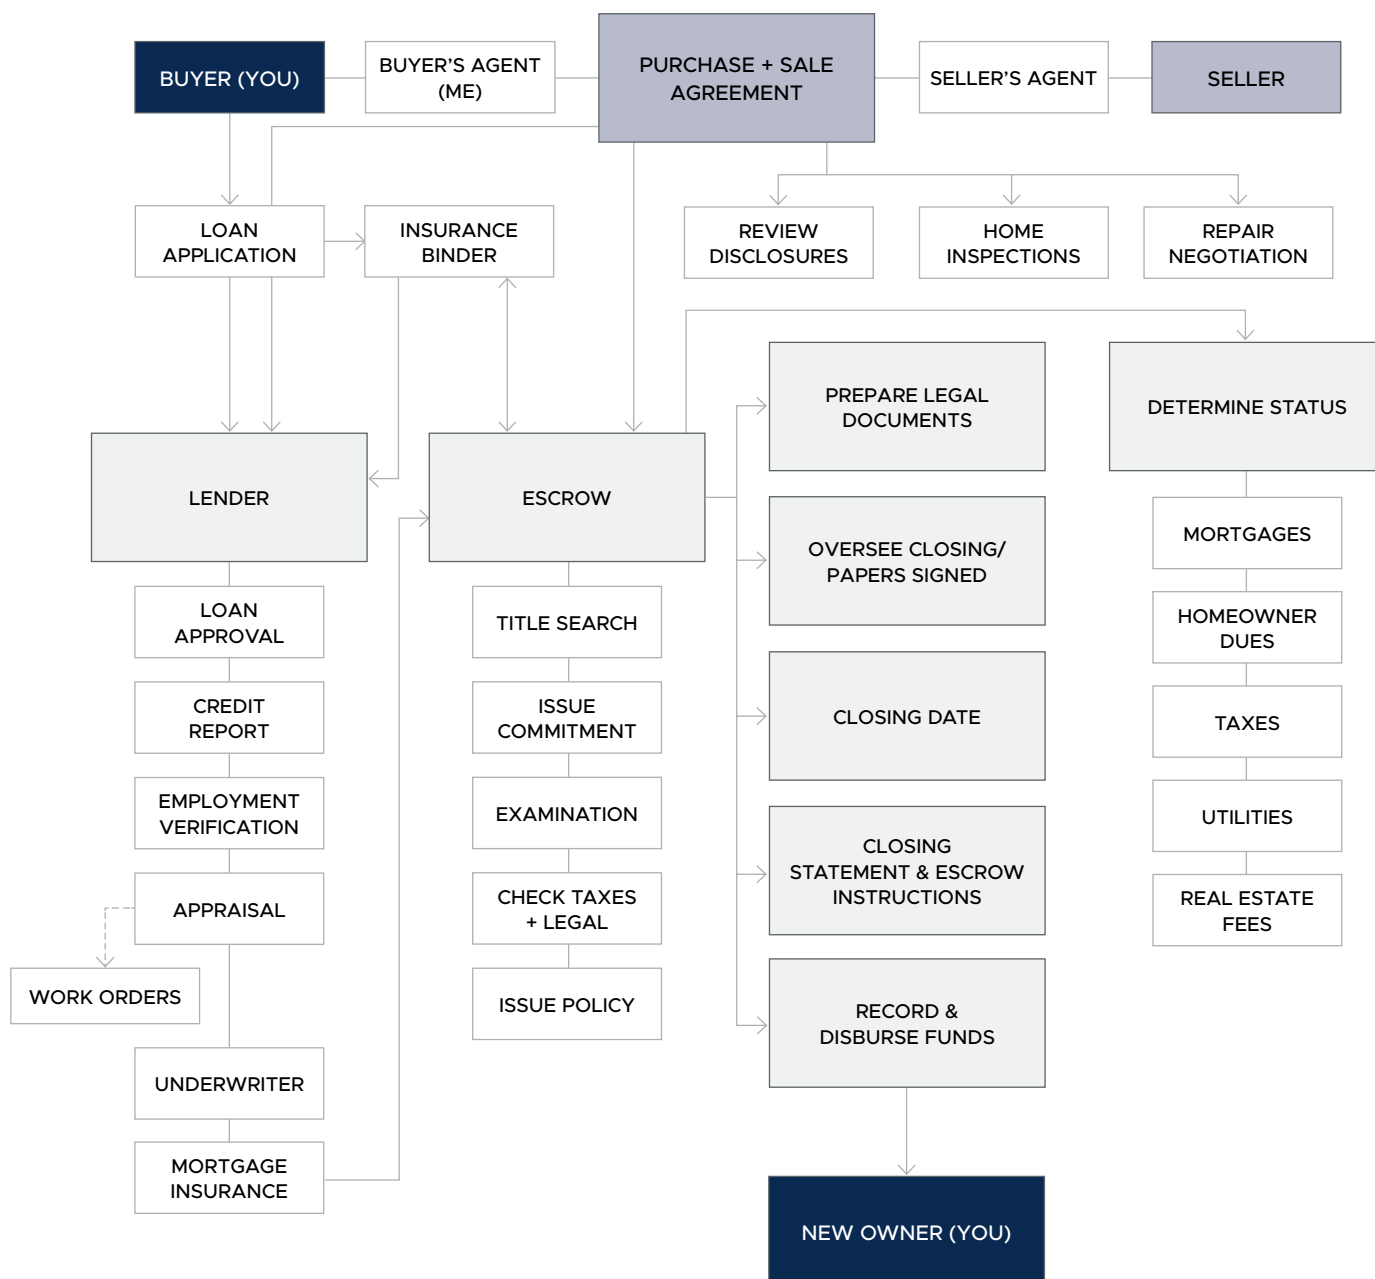 BUYER (YOU)
BUYER’S AGENT
(ME)
PURCHASE + SALE
AGREEMENT
SELLER’S AGENT
SELLER
LOAN
APPLICATION
INSURANCE
BINDER
REVIEW
DISCLOSURES
HOME
INSPECTIONS
REPAIR
NEGOTIATION
LENDER
ESCROW
PREPARE LEGAL
DOCUMENTS
DETERMINE STATUS
LOAN
APPROVAL
CREDIT
REPORT
EMPLOYMENT
VERIFICATION
APPRAISAL
WORK ORDERS
UNDERWRITER
MORTGAGE
INSURANCE
TITLE SEARCH
ISSUE
COMMITMENT
EXAMINATION
CHECK TAXES
+ LEGAL
ISSUE POLICY
OVERSEE CLOSING/
PAPERS SIGNED
CLOSING DATE
CLOSING
STATEMENT & ESCROW
INSTRUCTIONS
RECORD &
DISBURSE FUNDS
MORTGAGES
HOMEOWNER
DUES
TAXES
UTILITIES
REAL ESTATE
FEES
NEW OWNER (YOU)